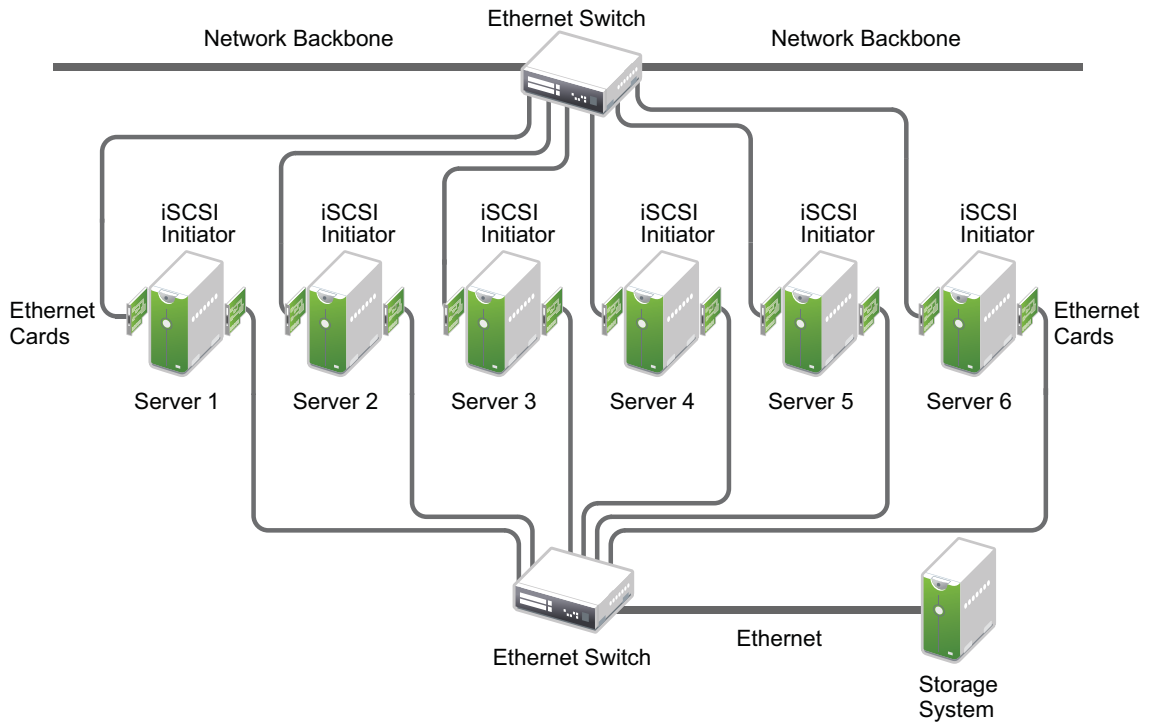 Ethernet Switch
Network Backbone
Network Backbone
iSCSI
Initiator
iSCSI
Initiator
iSCSI
Initiator
iSCSI
Initiator
iSCSI
Initiator
iSCSI
Initiator
Ethernet
Cards
Ethernet
Cards
Server 1
Server 2
Server 3
Server 4
Server 5
Server 6
Ethernet
Ethernet Switch
Storage
System